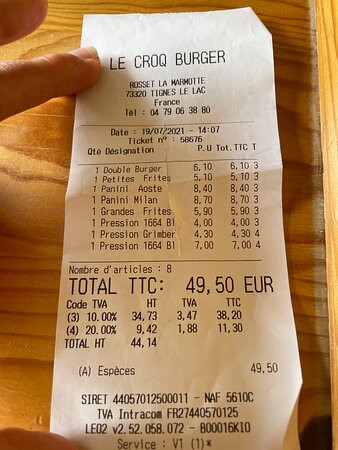 LE CROQ BURGER
ROSSET LA MARMOTTE
73320 TIGNES LE LAC
France
Tél : 04 79 06 38 80
Date : 19/07/2021 - 14:07
Ticket n° : 58676
Qté Désignation P.U Tot.TTC T
1 Double Burger 6,10 6,10 3
1 Petites Frites 5,10 5,10 3
1 Panini Aoste 8,40 8,40 3
1 Panini Milan 8,70 8,70 3
1 Grandes Frites 5,90 5,90 3
1 Pression 1664 Bl 4,00 4,00 3
1 Pression Grimber 4,30 4,30 4
1 Pression 1664 Bl 7,00 7,00 4
Nombre d'articles : 8
TOTAL TTC: 49,50 EUR
Code TVA HT TVA TTC
(3) 10.00% 34,73 3,47 38,20
(4) 20.00% 9,42 1,88 11,30
TOTAL HT 44,14
(A) Espèces 49,50
SIRET 44057012500011 - NAF 5610C
TVA Intracom FR27440570125
LEO2 v2.52.058.072 - B00016KIO
Service : V1 (1)*